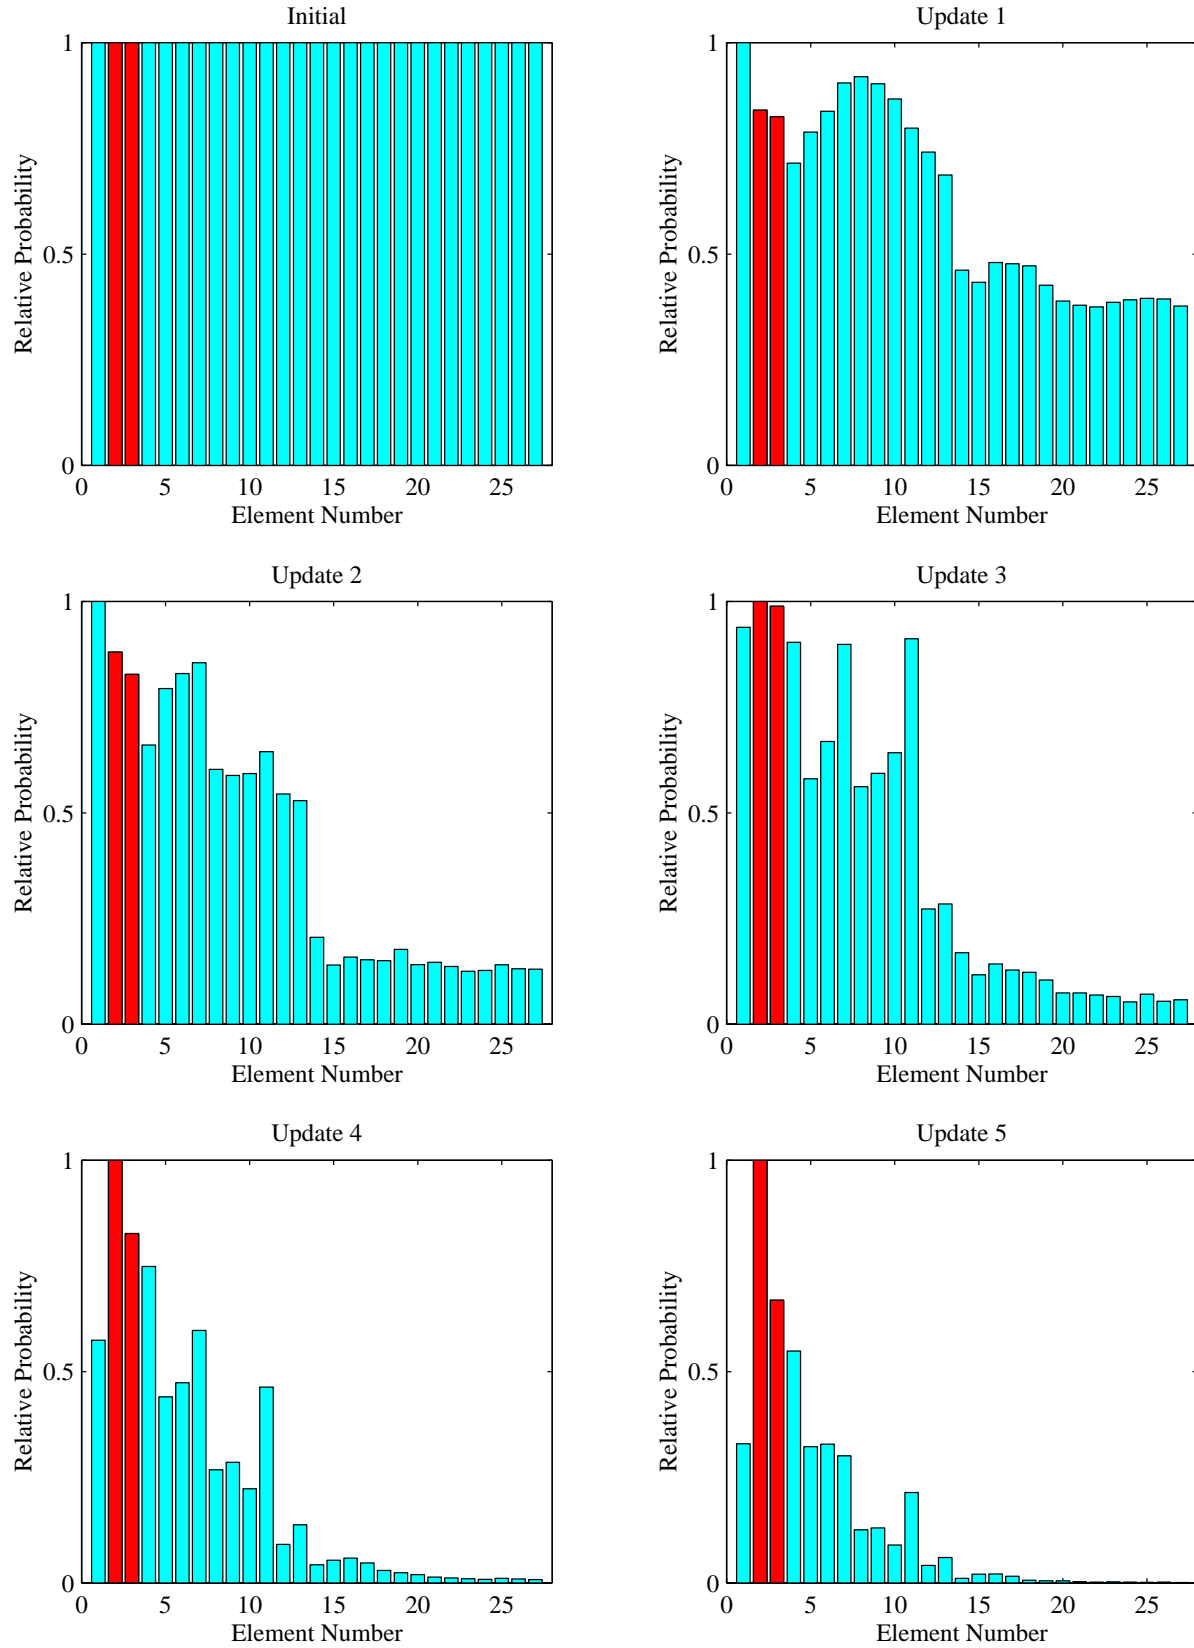 Initial
1
0.5
0
Relative Probability
0 5 10 15 20 25
Element Number
Update 1
1
0.5
0
Relative Probability
0 5 10 15 20 25
Element Number
Update 2
1
0.5
0
Relative Probability
0 5 10 15 20 25
Element Number
Update 3
1
0.5
0
Relative Probability
0 5 10 15 20 25
Element Number
Update 4
1
0.5
0
Relative Probability
0 5 10 15 20 25
Element Number
Update 5
1
0.5
0
Relative Probability
0 5 10 15 20 25
Element Number